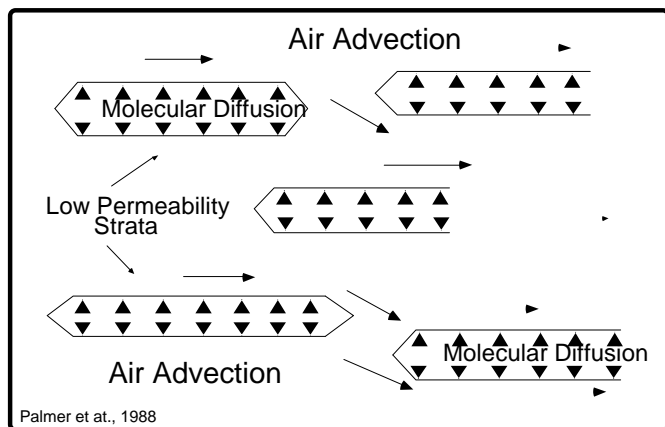 Air Advection
Molecular Diffusion
Low Permeability
Strata
Molecular Diffusion
Air Advection
Palmer et at., 1988